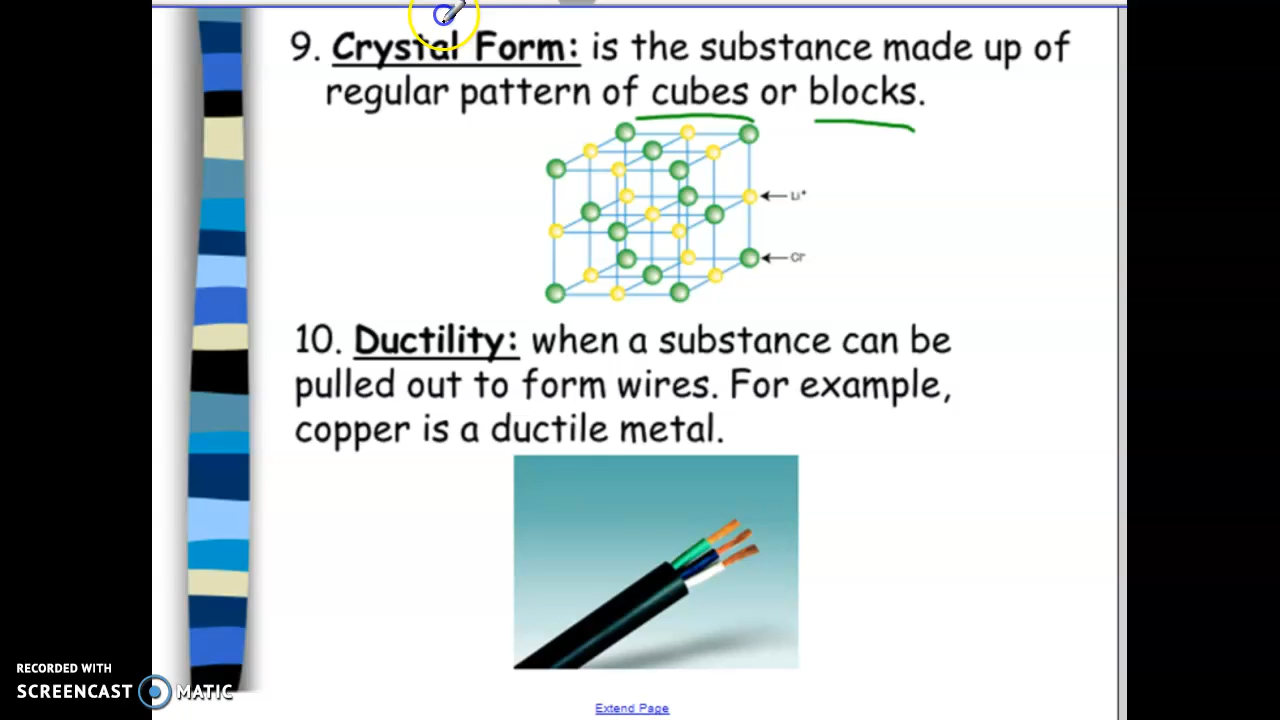 9. Crystal Form: is the substance made up of
regular pattern of cubes or blocks.
Li⁺
Cl⁻
10. Ductility: when a substance can be
pulled out to form wires. For example,
copper is a ductile metal.
RECORDED WITH
SCREENCAST MATIC
Extend Page